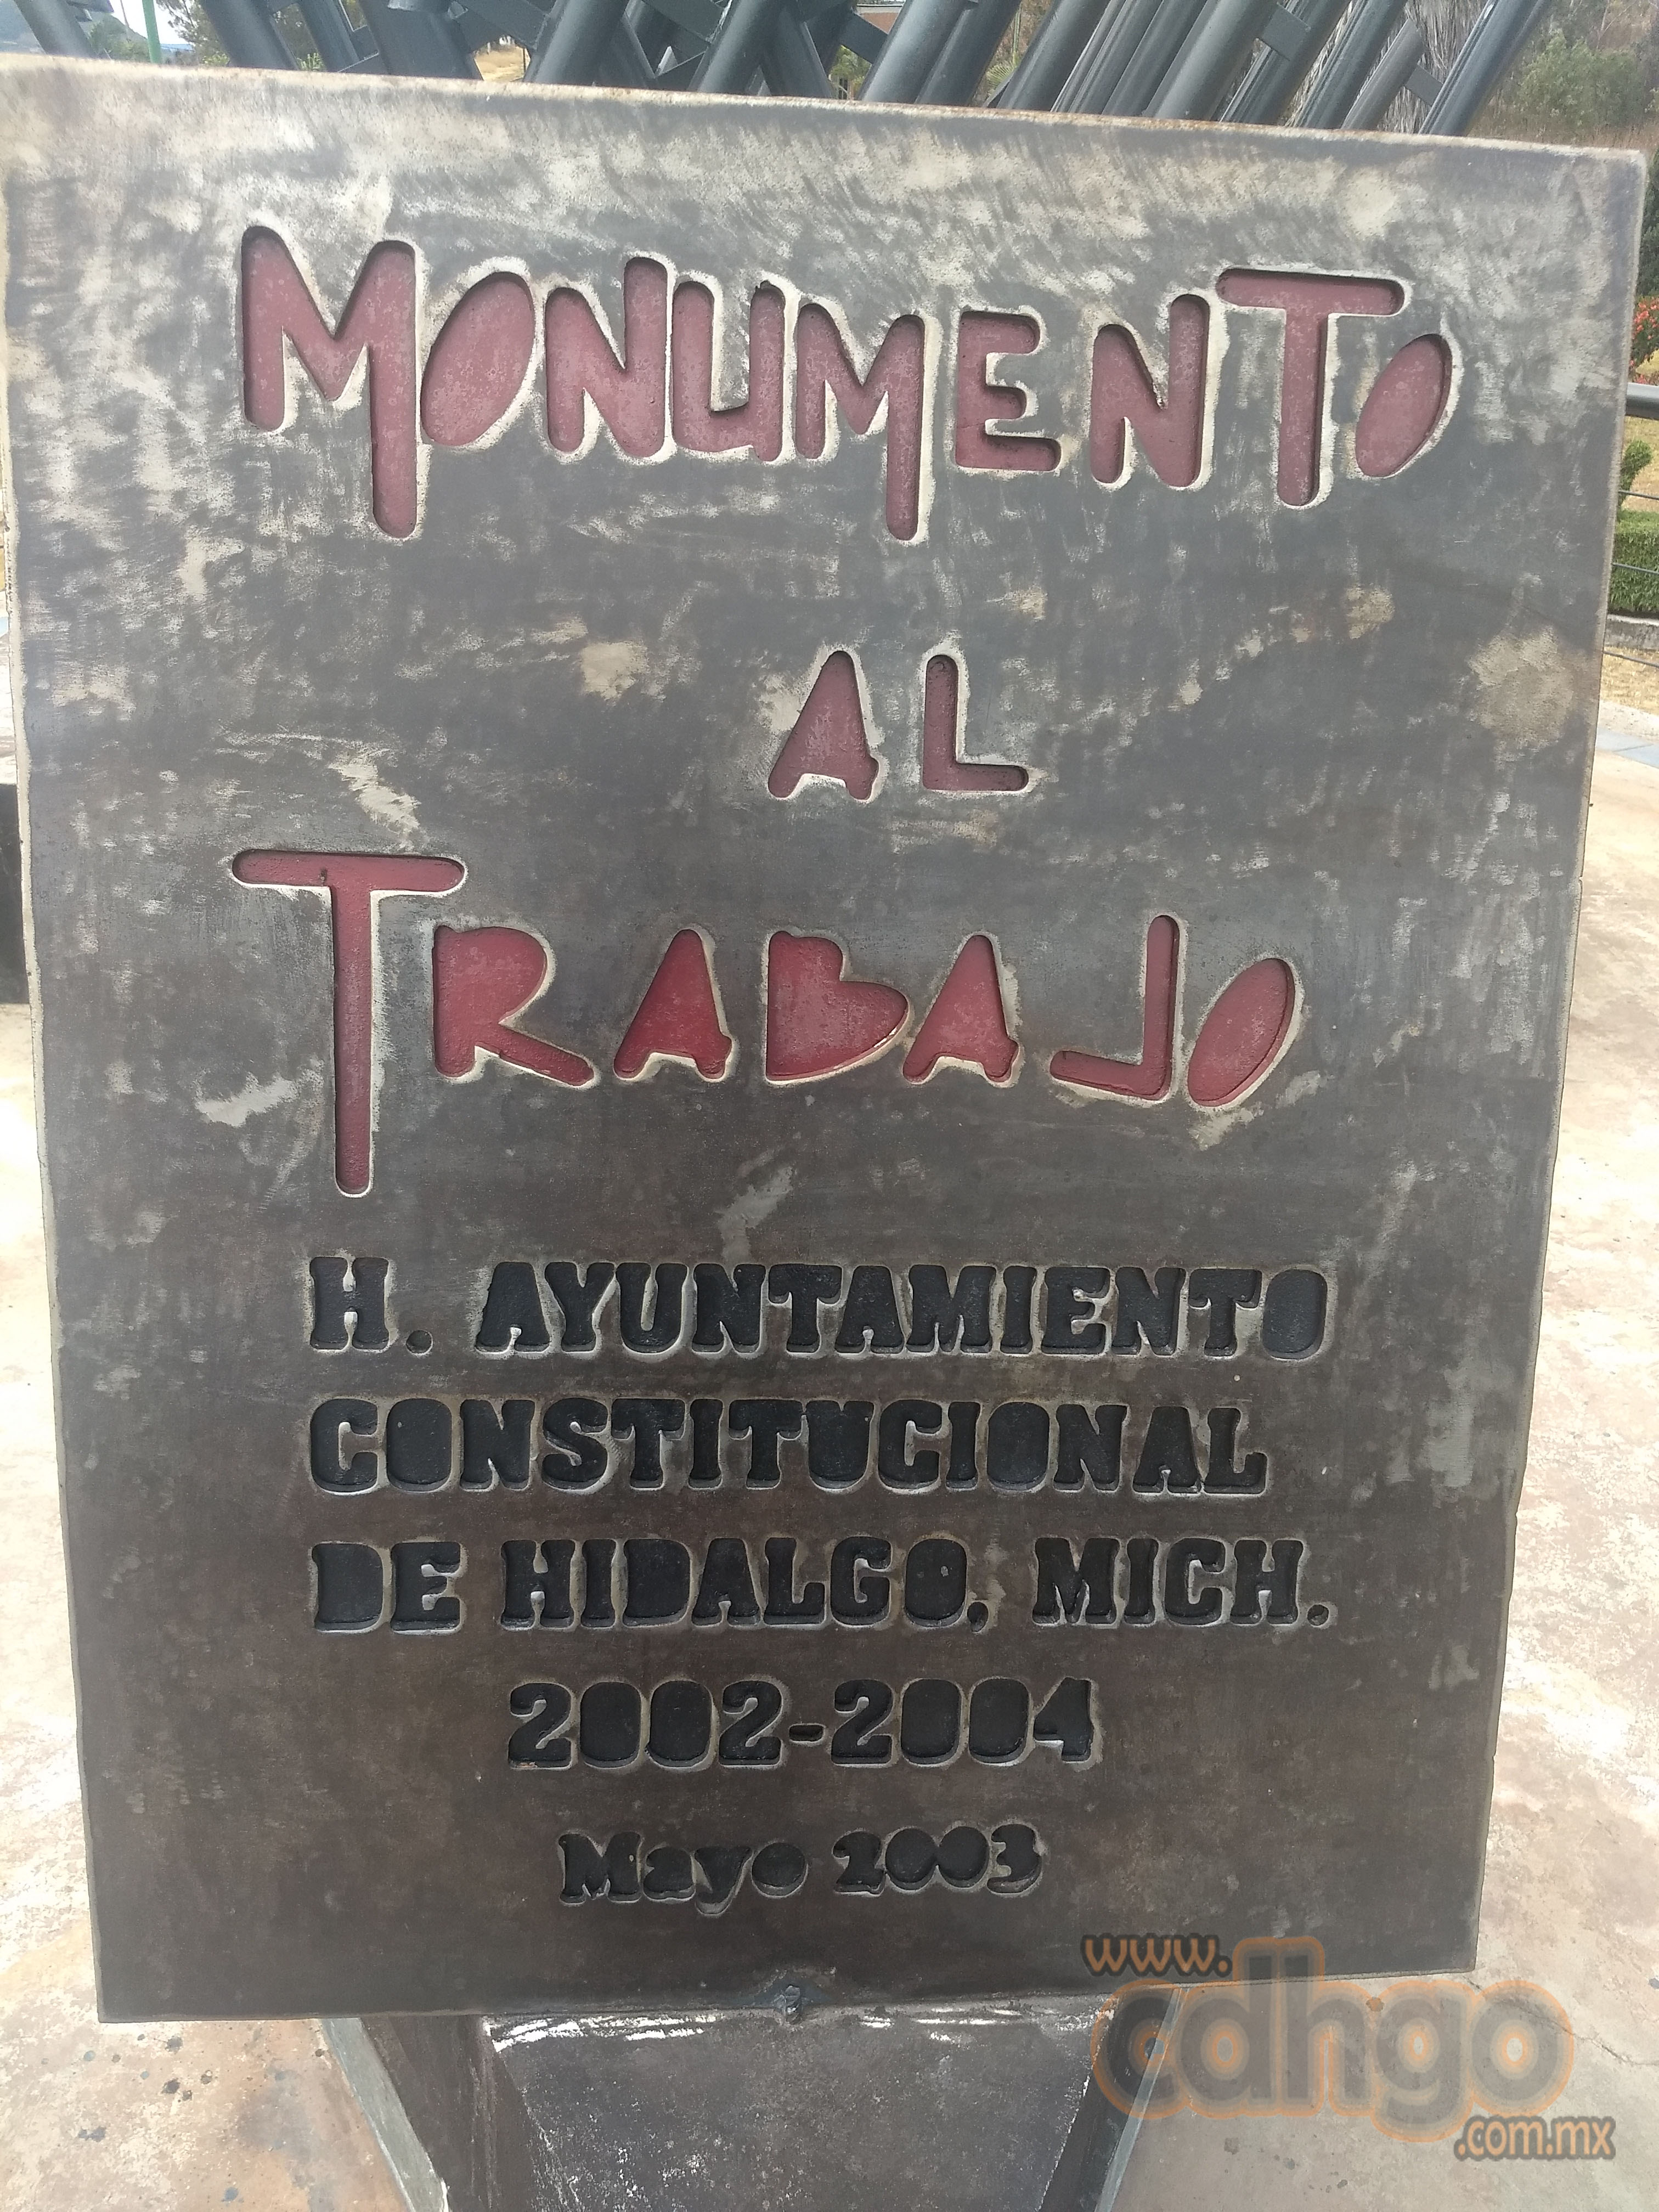 MONUMENTO
AL
TRABAJO
H. AYUNTAMIENTO
CONSTITUCIONAL
DE HIDALGO, MICH.
2002-2004
Mayo 2003
www.
cdhgo
.com.mx